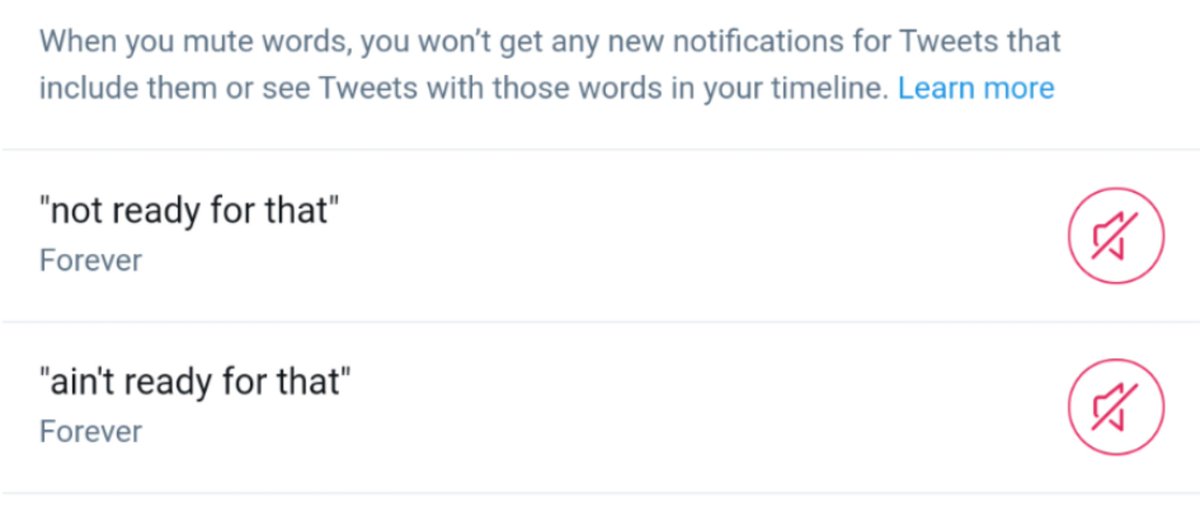 When you mute words, you won’t get any new notifications for Tweets that
include them or see Tweets with those words in your timeline. Learn more
"not ready for that"
Forever
"ain't ready for that"
Forever